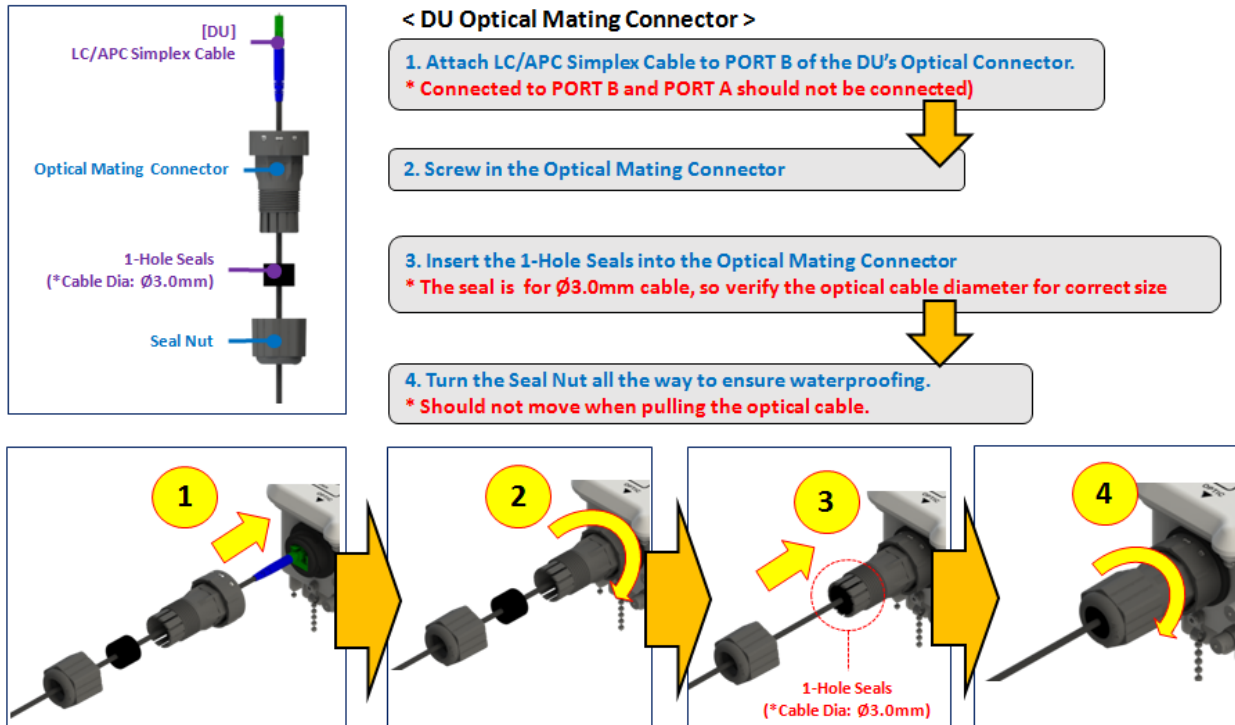 < DU Optical Mating Connector >
[DU]
LC/APC Simplex Cable
Optical Mating Connector
1-Hole Seals
(*Cable Dia: Ø3.0mm)
Seal Nut
1. Attach LC/APC Simplex Cable to PORT B of the DU’s Optical Connector.
* Connected to PORT B and PORT A should not be connected)
2. Screw in the Optical Mating Connector
3. Insert the 1-Hole Seals into the Optical Mating Connector
* The seal is for Ø3.0mm cable, so verify the optical cable diameter for correct size
4. Turn the Seal Nut all the way to ensure waterproofing.
* Should not move when pulling the optical cable.
1
OPTIC
2
OPTIC
3
OPTIC
1-Hole Seals
(*Cable Dia: Ø3.0mm)
4
OPTIC